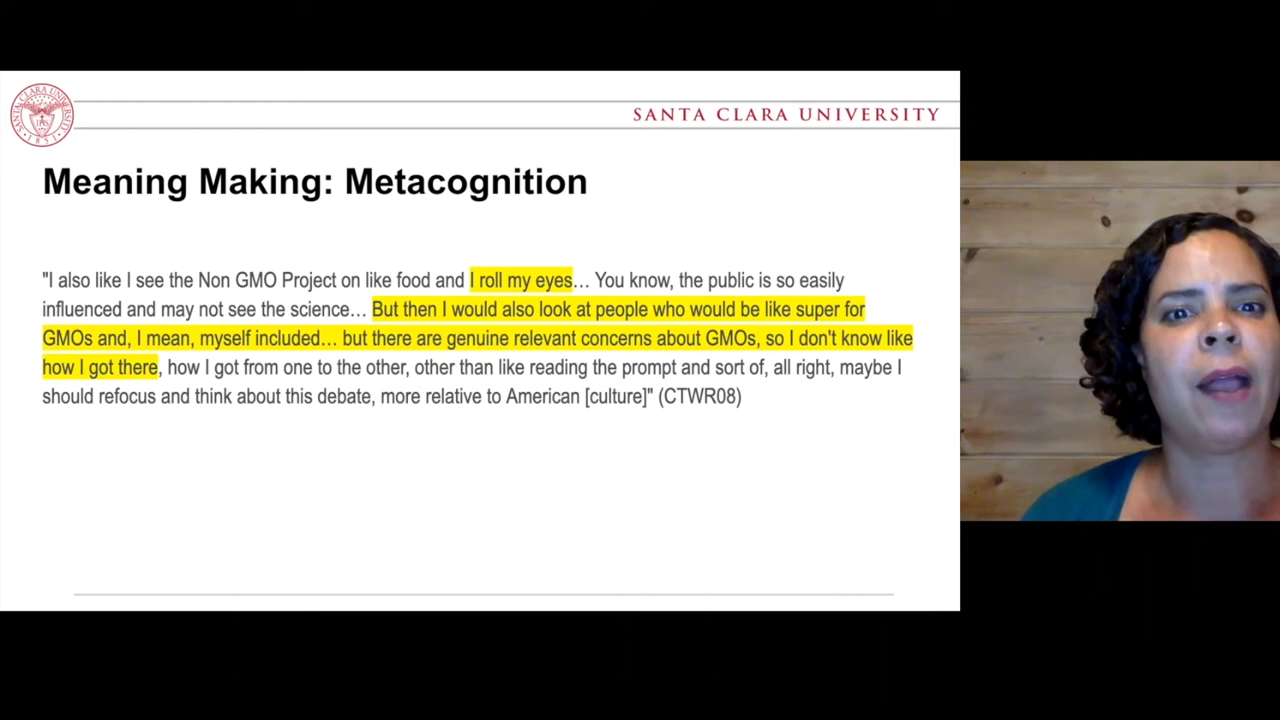 SANTA CLARA UNIVERSITY
SANTA CLARA UNIVERSITY
1851
Meaning Making: Metacognition
"I also like I see the Non GMO Project on like food and I roll my eyes… You know, the public is so easily
influenced and may not see the science… But then I would also look at people who would be like super for
GMOs and, I mean, myself included… but there are genuine relevant concerns about GMOs, so I don't know like
how I got there, how I got from one to the other, other than like reading the prompt and sort of, all right, maybe I
should refocus and think about this debate, more relative to American [culture]" (CTWR08)